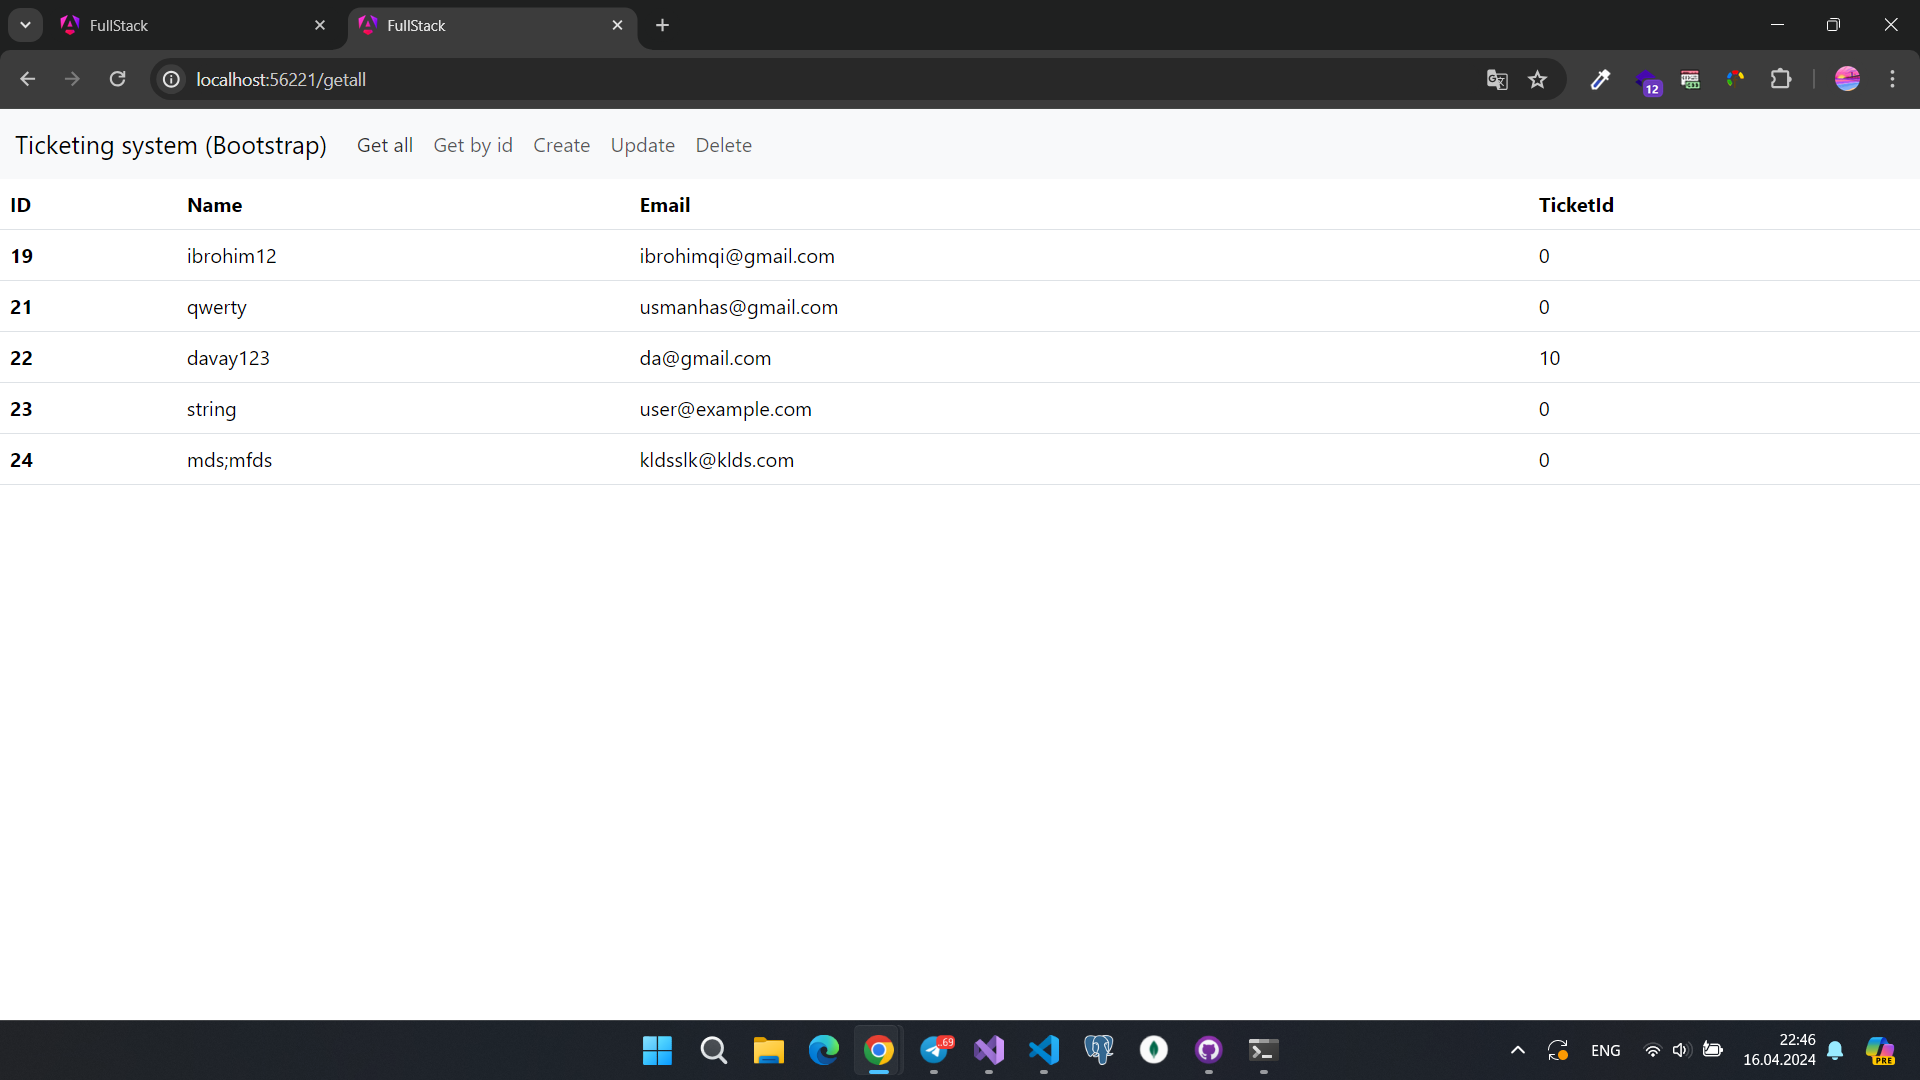 FullStack
FullStack
localhost:56221/getall
12
Ticketing system (Bootstrap) Get all Get by id Create Update Delete
ID Name Email TicketId
19 ibrohim12 ibrohimqi@gmail.com 0
21 qwerty usmanhas@gmail.com 0
22 davay123 da@gmail.com 10
23 string user@example.com 0
24 mds;mfds kldsslk@klds.com 0
..69
ENG
22:46
16.04.2024
PRE